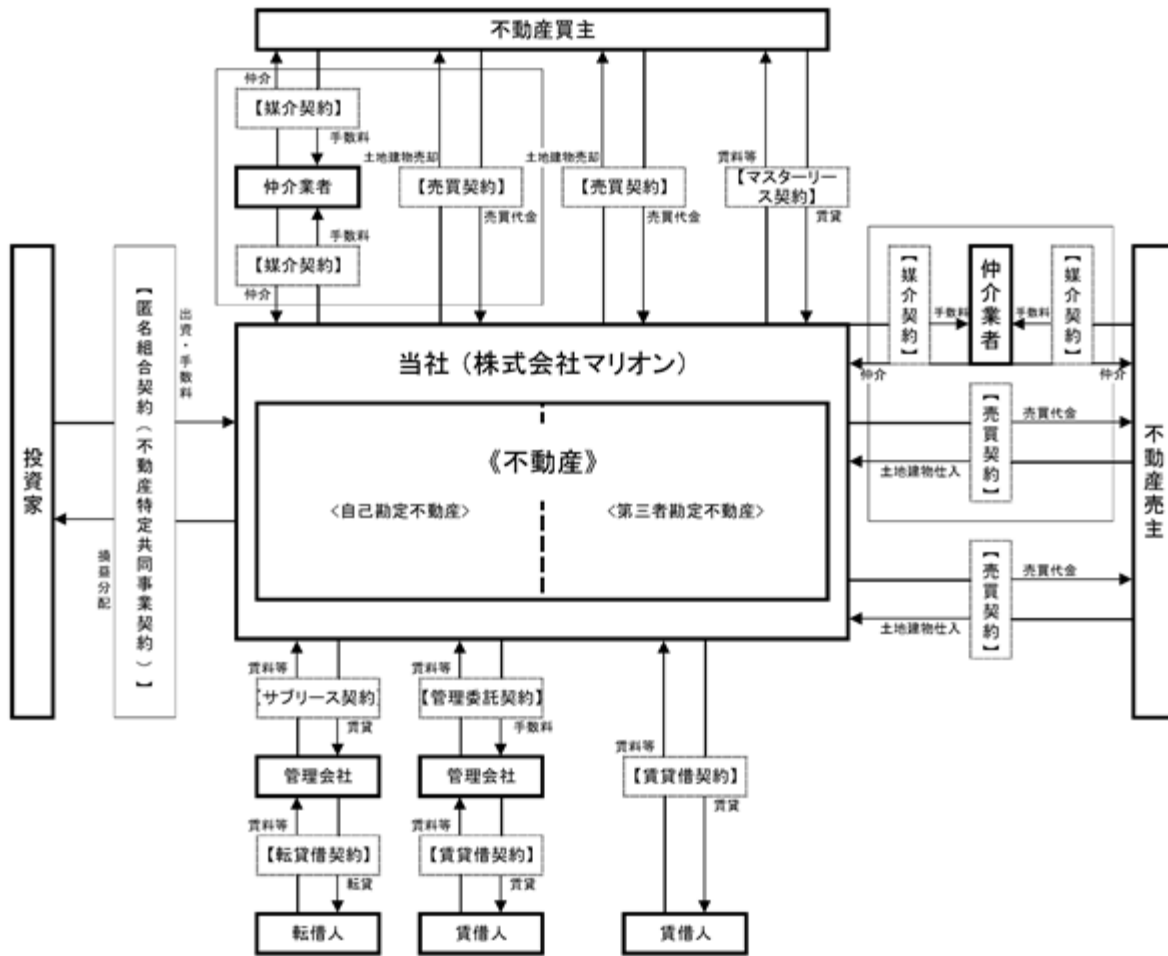 不動産買主
仲介
【媒介契約】
手数料
仲介業者
手数料
【媒介契約】
仲介
土地建物売却
【売買契約】
売買代金
土地建物売却
【売買契約】
売買代金
賃料等
【マスターリー
ス契約】
賃貸
投資家
【匿名組合契約(不動産特定共同事業契約)】
出資・手数料
損益分配
当社(株式会社マリオン)
《不動産》
<自己勘定不動産>
<第三者勘定不動産>
【媒介契約】
手数料
仲介業者
手数料
【媒介契約】
仲介
仲介
【売買契約】
売買代金
土地建物仕入
【売買契約】
売買代金
土地建物仕入
不動産売主
賃料等
【サブリース契約】
賃貸
管理会社
賃料等
【転貸借契約】
転貸
転借人
賃料等
【管理委託契約】
手数料
管理会社
賃料等
【賃貸借契約】
賃貸
賃借人
賃料等
【賃貸借契約】
賃貸
賃借人